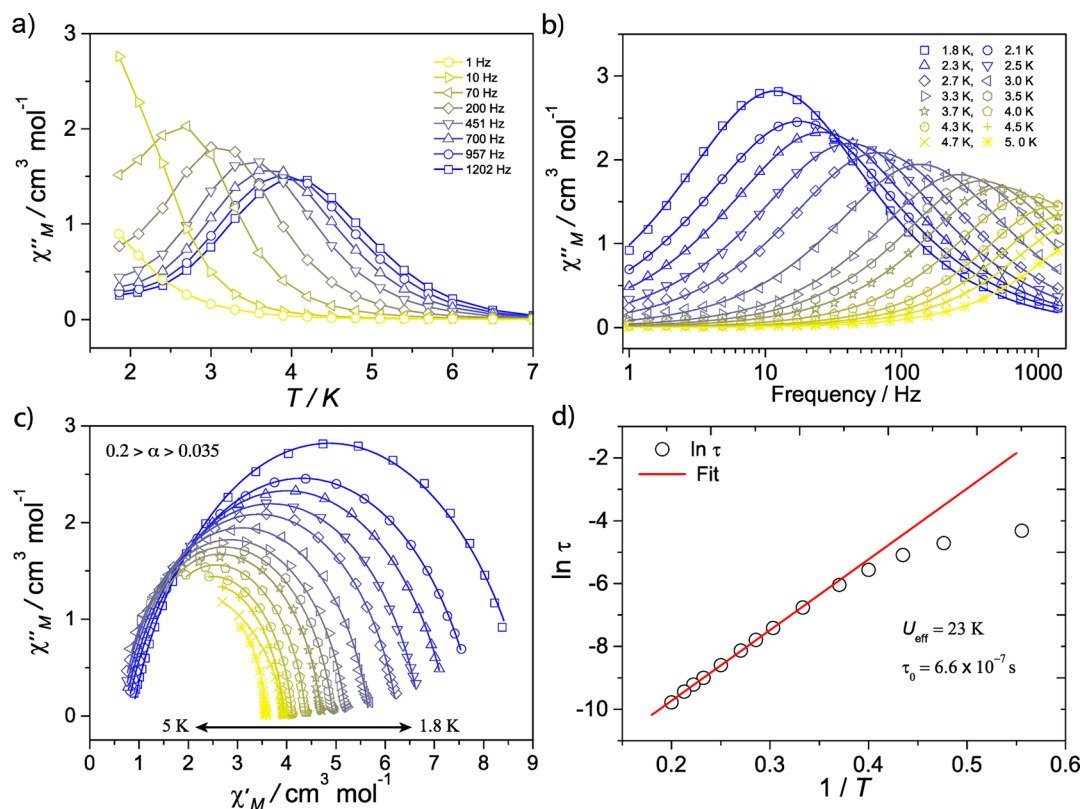 a)
χ''M / cm³ mol⁻¹
3
2
1
0
1 Hz
10 Hz
70 Hz
200 Hz
451 Hz
700 Hz
957 Hz
1202 Hz
2 3 4 5 6 7
T / K
b)
χ''M / cm³ mol⁻¹
3
2
1
0
1.8 K, 2.1 K
2.3 K, 2.5 K
2.7 K, 3.0 K
3.3 K, 3.5 K
3.7 K, 4.0 K
4.3 K, 4.5 K
4.7 K, 5.0 K
1 10 100 1000
Frequency / Hz
c)
χ''M / cm³ mol⁻¹
3
2
1
0
0.2 > α > 0.035
5 K 1.8 K
0 1 2 3 4 5 6 7 8 9
χ'M / cm³ mol⁻¹
d)
ln τ
-2
-4
-6
-8
-10
ln τ
Fit
Ueff = 23 K
τ0 = 6.6 x 10⁻⁷ s
0.2 0.3 0.4 0.5 0.6
1 / T